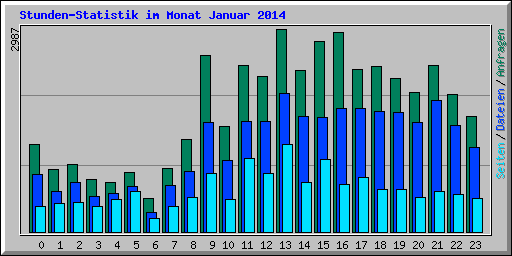 Stunden-Statistik im Monat Januar 2014
2987
Seiten/Dateien/Anfragen
0 1 2 3 4 5 6 7 8 9 10 11 12 13 14 15 16 17 18 19 20 21 22 23